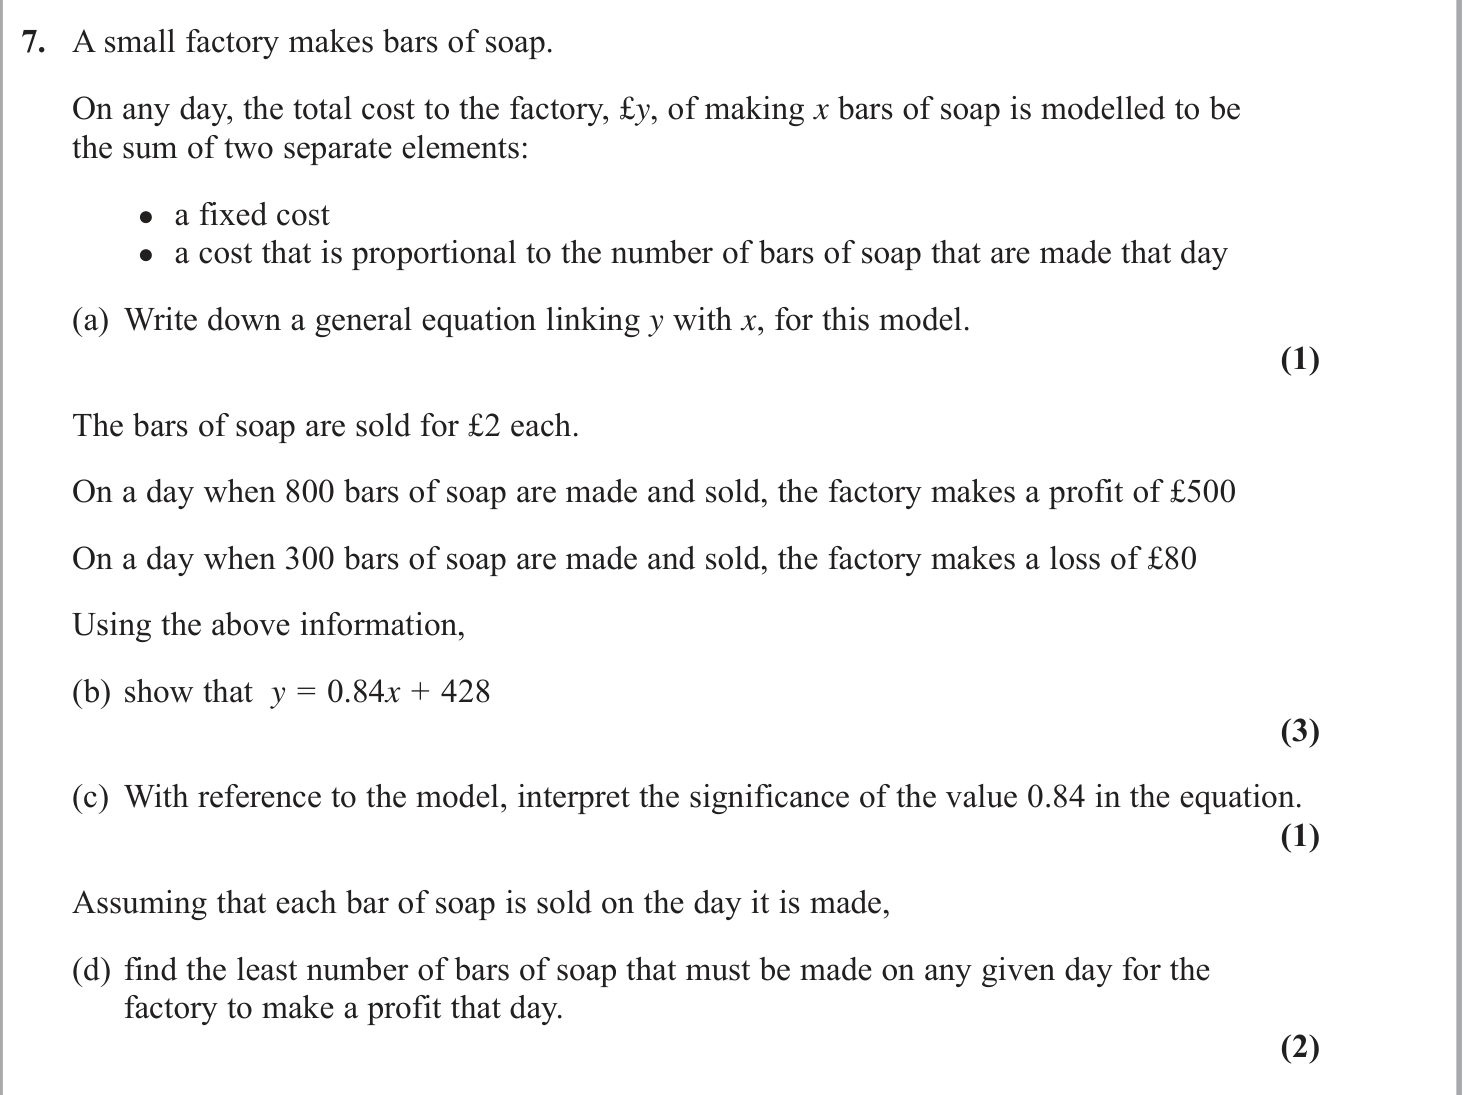 7. A small factory makes bars of soap.
On any day, the total cost to the factory, £y, of making x bars of soap is modelled to be
the sum of two separate elements:
• a fixed cost
• a cost that is proportional to the number of bars of soap that are made that day
(a) Write down a general equation linking y with x, for this model.
(1)
The bars of soap are sold for £2 each.
On a day when 800 bars of soap are made and sold, the factory makes a profit of £500
On a day when 300 bars of soap are made and sold, the factory makes a loss of £80
Using the above information,
(b) show that y = 0.84x + 428
(3)
(c) With reference to the model, interpret the significance of the value 0.84 in the equation.
(1)
Assuming that each bar of soap is sold on the day it is made,
(d) find the least number of bars of soap that must be made on any given day for the
factory to make a profit that day.
(2)